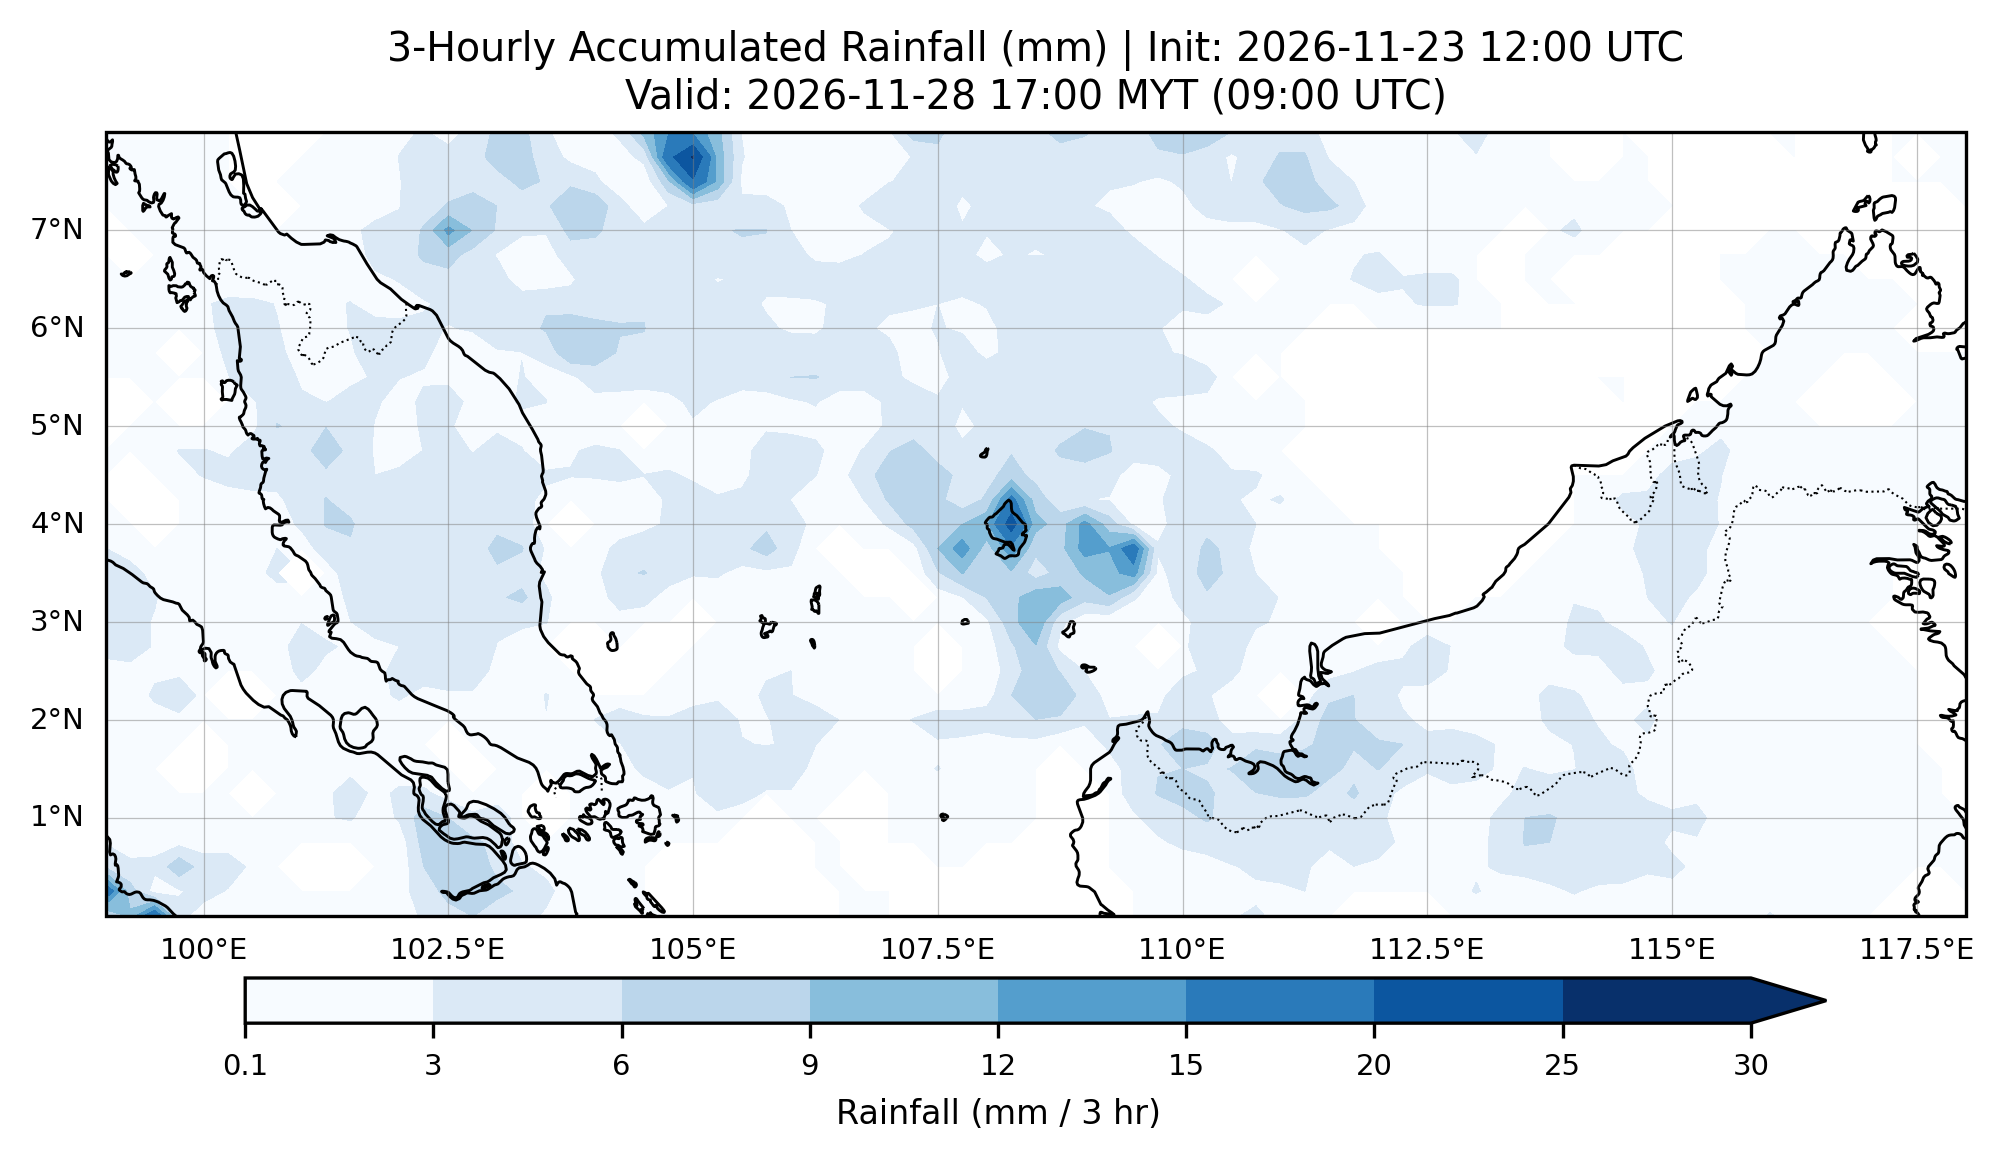 3-Hourly Accumulated Rainfall (mm) | Init: 2026-11-23 12:00 UTC
Valid: 2026-11-28 17:00 MYT (09:00 UTC)
7°N
6°N
5°N
4°N
3°N
2°N
1°N
100°E 102.5°E 105°E 107.5°E 110°E 112.5°E 115°E 117.5°E
0.1 3 6 9 12 15 20 25 30
Rainfall (mm / 3 hr)